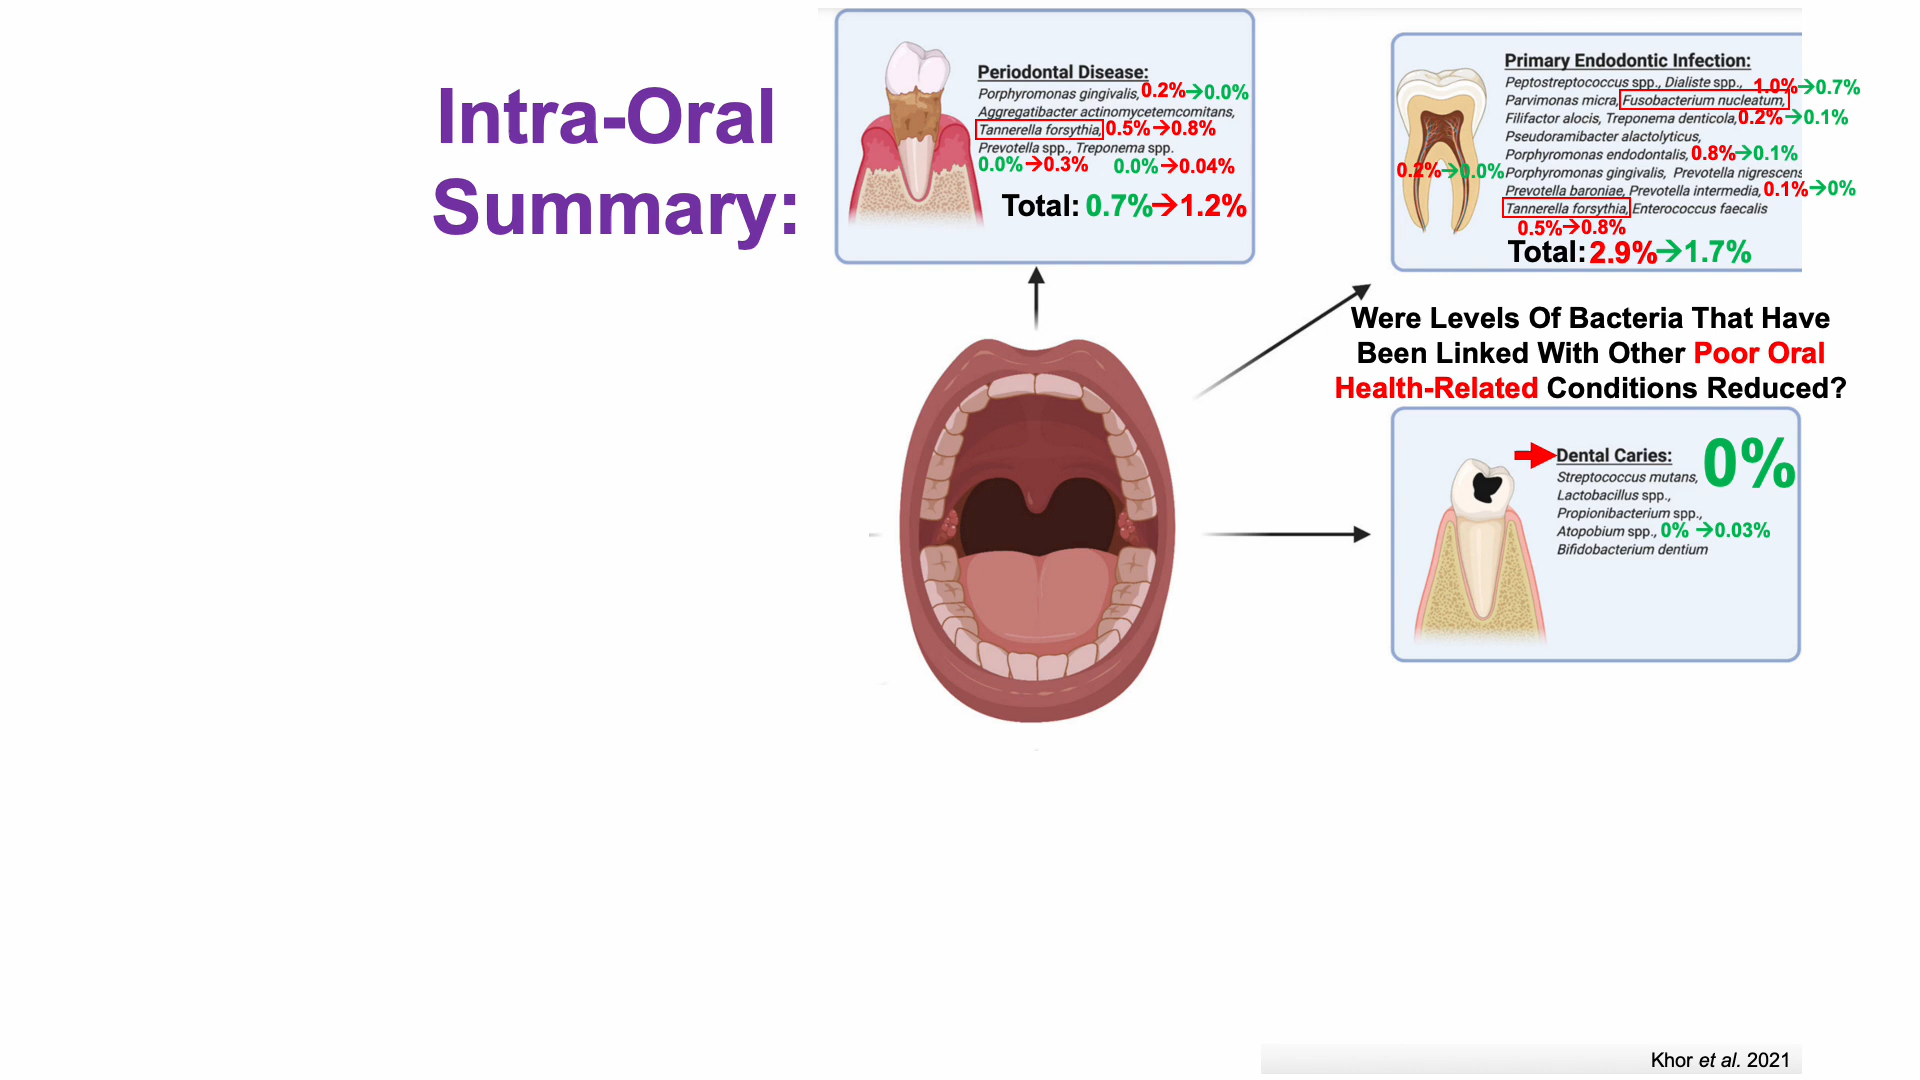 Intra-Oral
Summary:
Periodontal Disease:
Porphyromonas gingivalis, 0.2%→0.0%
Aggregatibacter actinomycetemcomitans,
Tannerella forsythia, 0.5%→0.8%
Prevotella spp., Treponema spp.
0.0%→0.3% 0.0%→0.04%
Total: 0.7%→1.2%
Primary Endodontic Infection:
Peptostreptococcus spp., Dialiste spp., 1.0%→0.7%
Parvimonas micra, Fusobacterium nucleatum,
Filifactor alocis, Treponema denticola, 0.2%→0.1%
Pseudoramibacter alactolyticus,
Porphyromonas endodontalis, 0.8%→0.1%
0.2%→0.0% Porphyromonas gingivalis, Prevotella nigrescens
Prevotella baroniae, Prevotella intermedia, 0.1%→0%
Tannerella forsythia, Enterococcus faecalis
0.5%→0.8%
Total: 2.9%→1.7%
Were Levels Of Bacteria That Have
Been Linked With Other Poor Oral
Health-Related Conditions Reduced?
Dental Caries: 0%
Streptococcus mutans,
Lactobacillus spp.,
Propionibacterium spp.,
Atopobium spp., 0% →0.03%
Bifidobacterium dentium
Khor et al. 2021